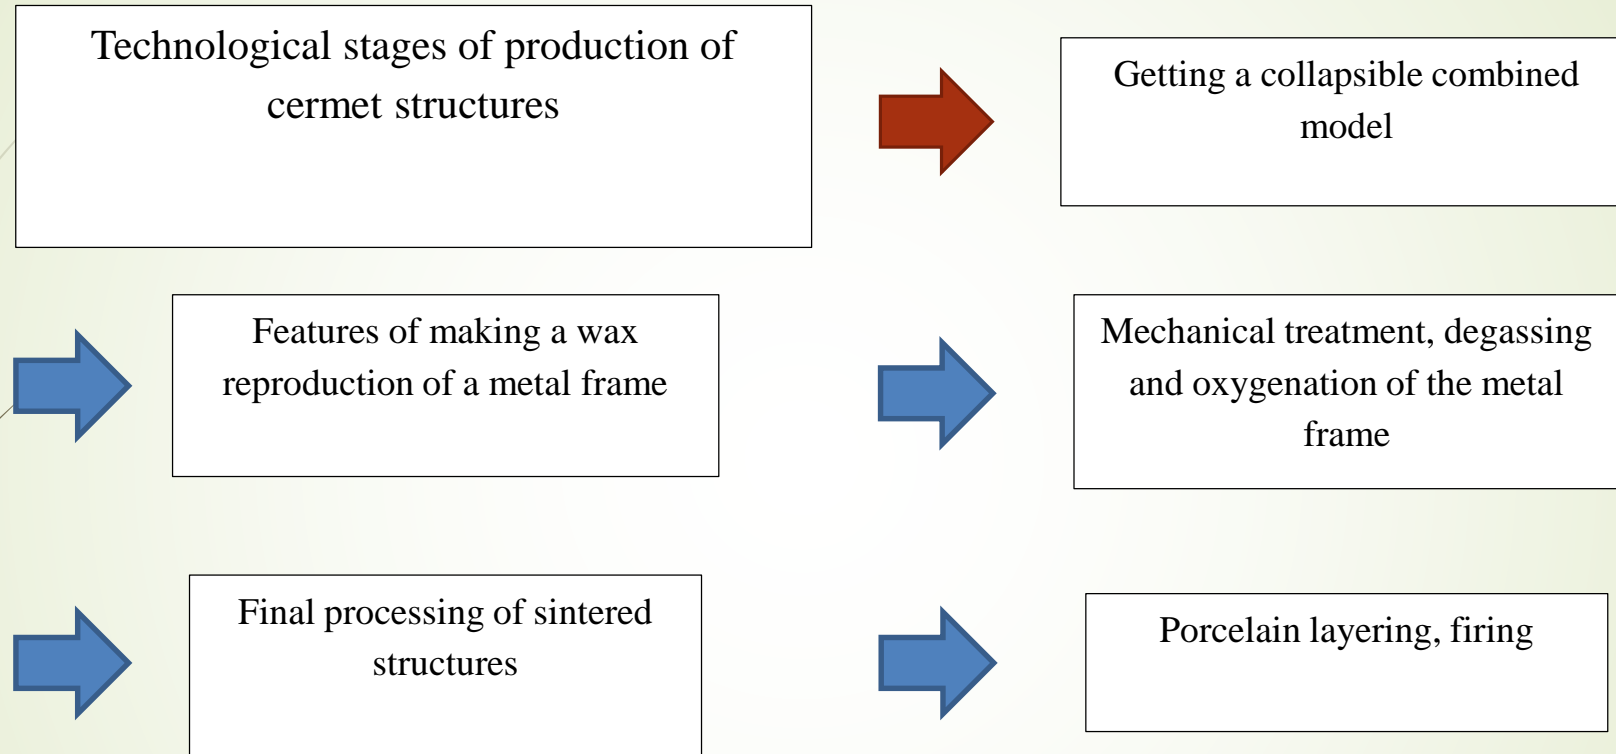 Technological stages of production of
cermet structures
Getting a collapsible combined
model
Features of making a wax
reproduction of a metal frame
Mechanical treatment, degassing
and oxygenation of the metal
frame
Final processing of sintered
structures
Porcelain layering, firing